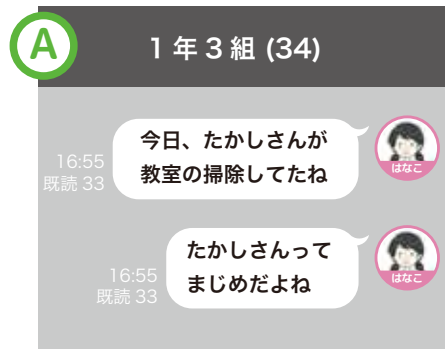 A
1年3組 (34)
今日、たかしさんが
教室の掃除してたね
16:55
既読 33
はなこ
たかしさんって
まじめだよね
16:55
既読 33
はなこ